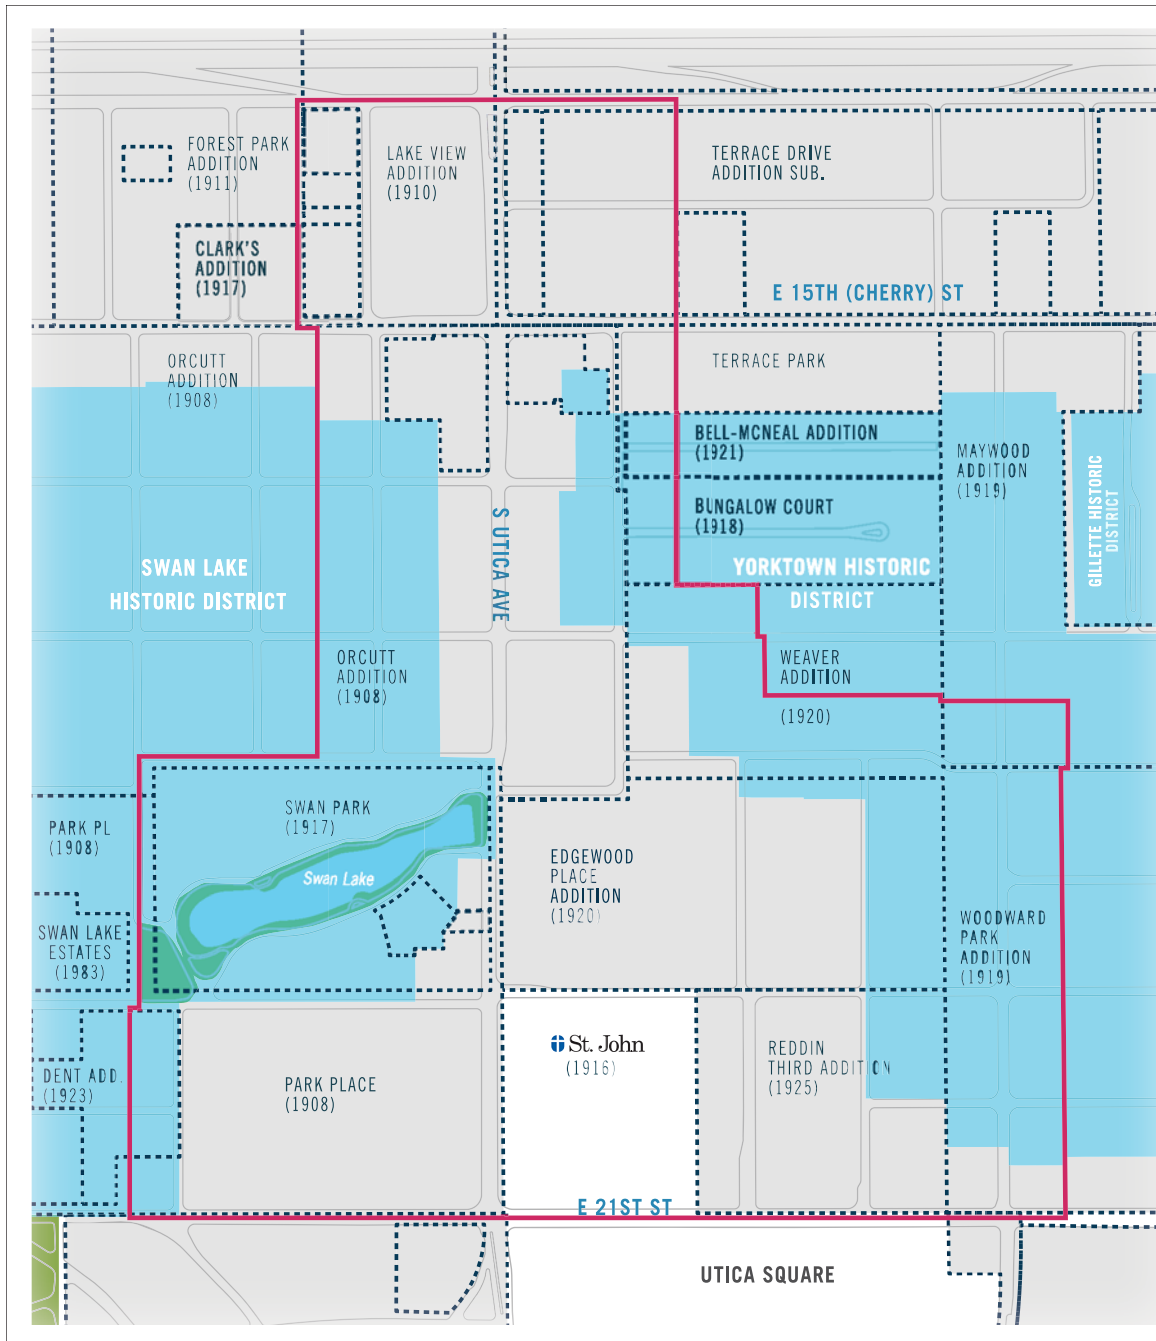 FOREST PARK
ADDITION
(1911)
LAKE VIEW
ADDITION
(1910)
TERRACE DRIVE
ADDITION SUB.
CLARK'S
ADDITION
(1917)
E 15TH (CHERRY) ST
ORCUTT
ADDITION
(1908)
TERRACE PARK
BELL-MCNEAL ADDITION
(1921)
MAYWOOD
ADDITION
(1919)
BUNGALOW COURT
(1918)
GILLETTE HISTORIC
DISTRICT
S UTICA AVE
SWAN LAKE
HISTORIC DISTRICT
YORKTOWN HISTORIC
DISTRICT
ORCUTT
ADDITION
(1908)
WEAVER
ADDITION
(1920)
SWAN PARK
(1917)
PARK PL
(1908)
Swan Lake
EDGEWOOD
PLACE
ADDITION
(1920)
SWAN LAKE
ESTATES
(1983)
WOODWARD
PARK
ADDITION
(1919)
St. John
(1916)
REDDIN
THIRD ADDITION
(1925)
DENT ADD.
(1923)
PARK PLACE
(1908)
E 21ST ST
UTICA SQUARE